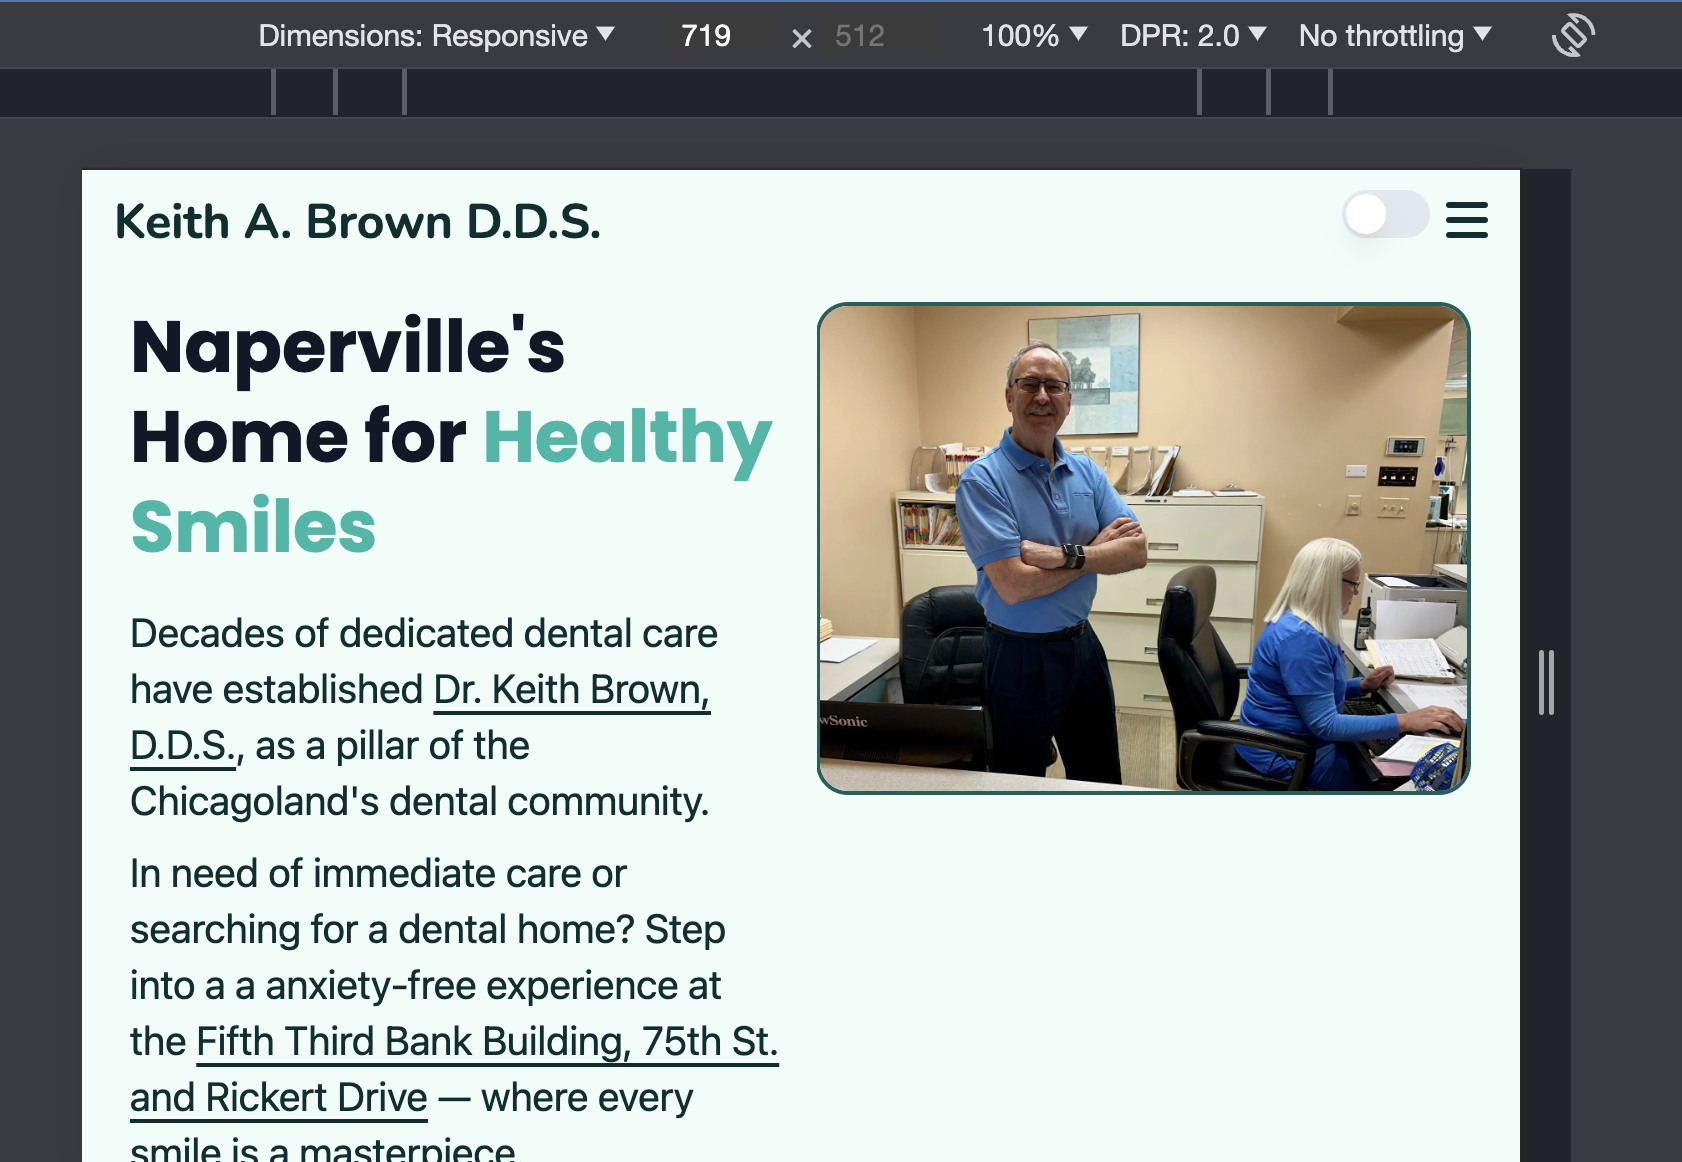 Dimensions: Responsive ▼ 719 × 512 100% ▼ DPR: 2.0 ▼ No throttling ▼
Keith A. Brown D.D.S.
Naperville's
Home for Healthy
Smiles
Decades of dedicated dental care
have established Dr. Keith Brown,
D.D.S., as a pillar of the
Chicagoland's dental community.
In need of immediate care or
searching for a dental home? Step
into a a anxiety-free experience at
the Fifth Third Bank Building, 75th St.
and Rickert Drive — where every
smile is a masterpiece.
wSonic